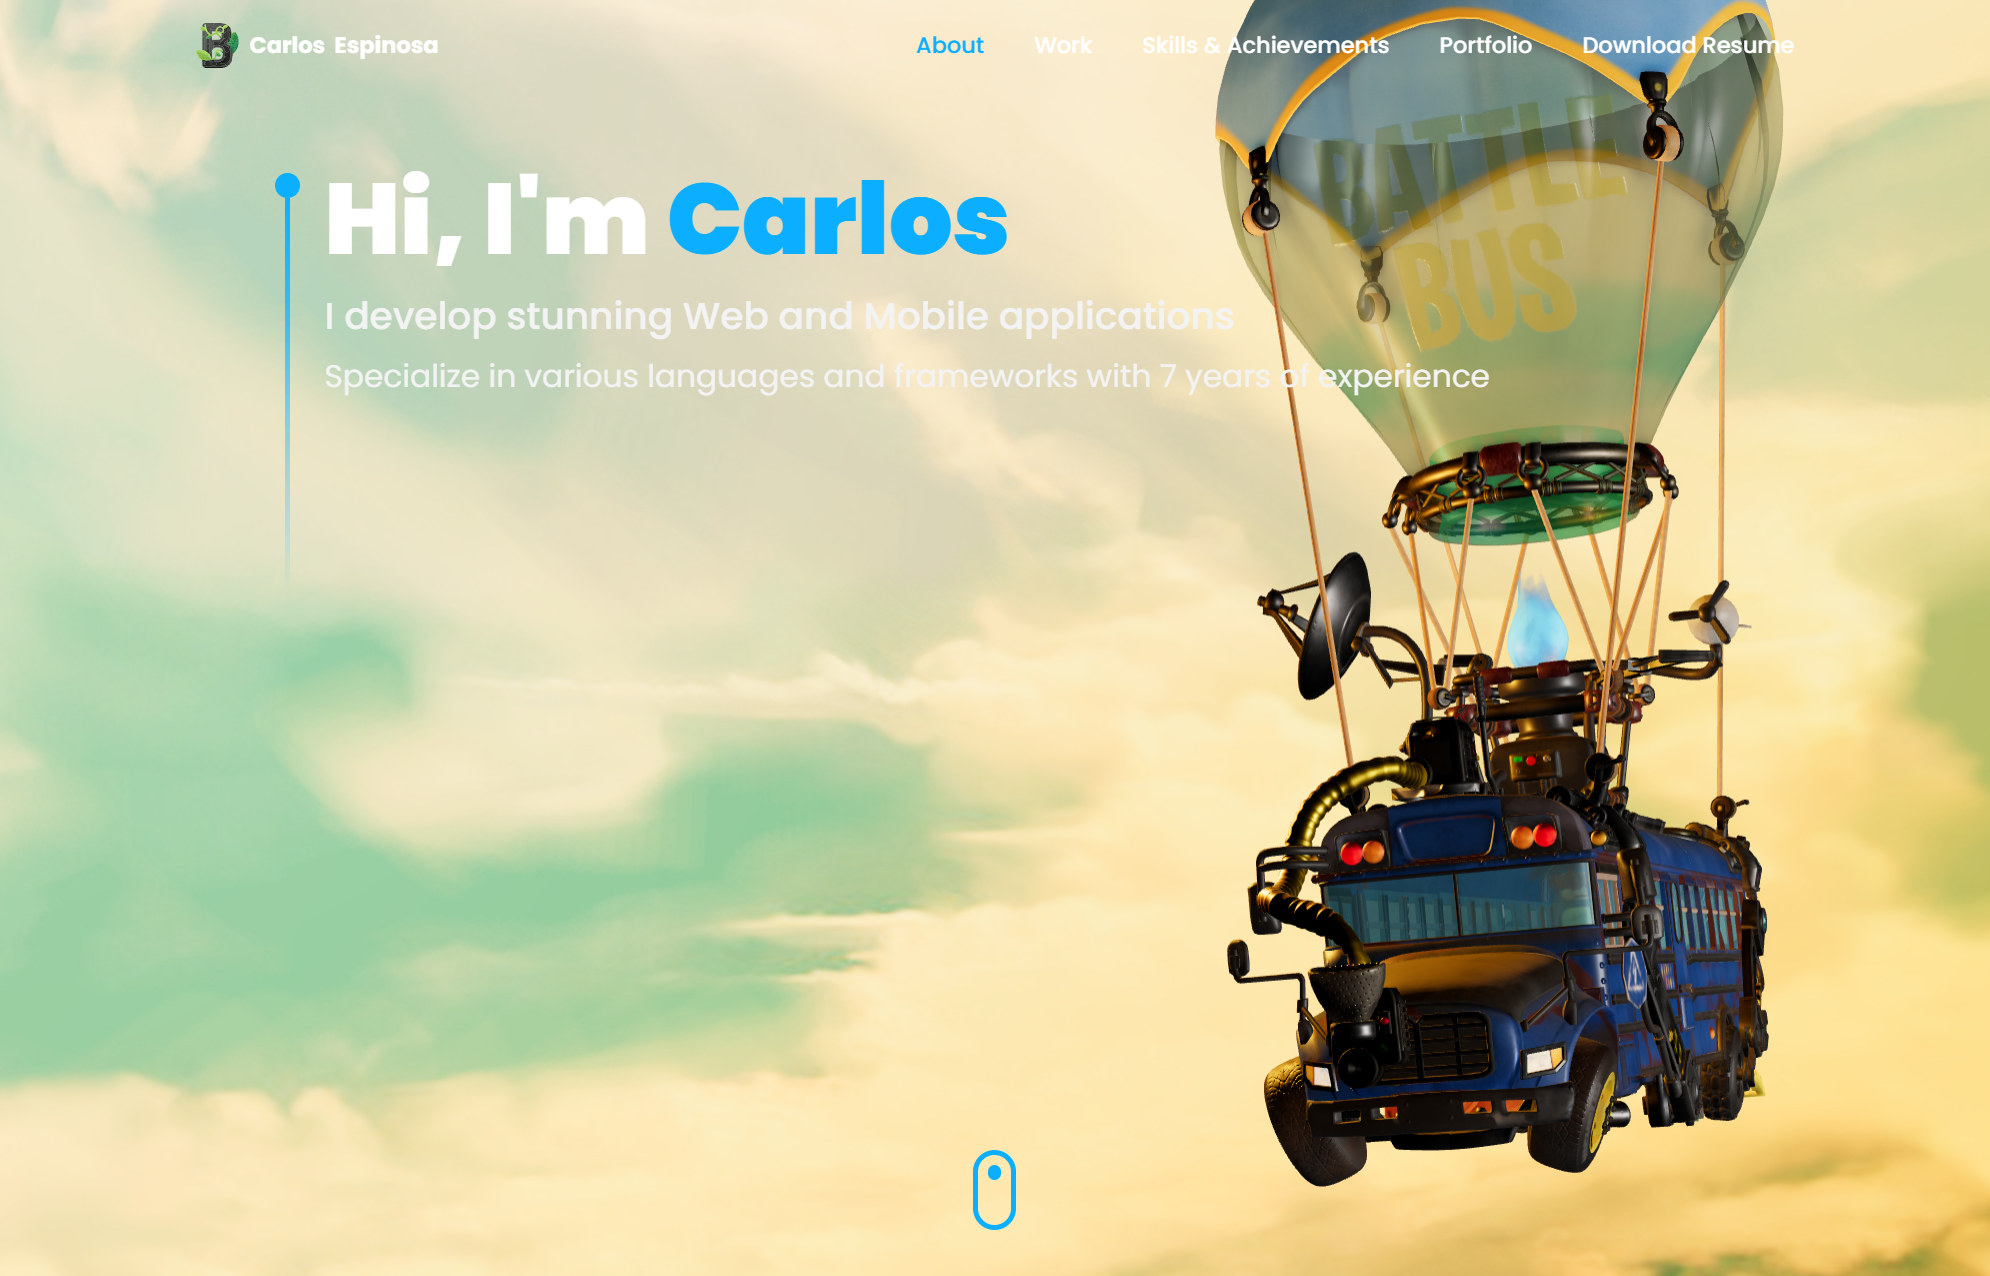 B Carlos Espinosa
About Work Skills & Achievements Portfolio Download Resume
Hi, I'm Carlos
I develop stunning Web and Mobile applications
Specialize in various languages and frameworks with 7 years of experience
BATTLE
BUS